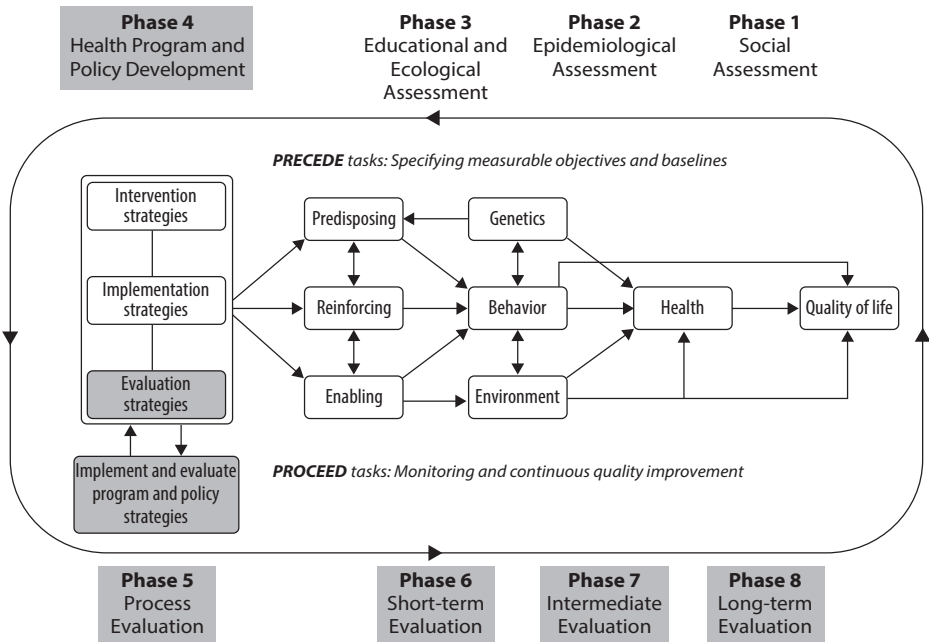 Phase 4
Health Program and
Policy Development
Phase 3
Educational and
Ecological
Assessment
Phase 2
Epidemiological
Assessment
Phase 1
Social
Assessment
PRECEDE tasks: Specifying measurable objectives and baselines
Intervention
strategies
Implementation
strategies
Evaluation
strategies
Implement and evaluate
program and policy
strategies
Predisposing
Reinforcing
Enabling
Genetics
Behavior
Environment
Health
Quality of life
PROCEED tasks: Monitoring and continuous quality improvement
Phase 5
Process
Evaluation
Phase 6
Short-term
Evaluation
Phase 7
Intermediate
Evaluation
Phase 8
Long-term
Evaluation